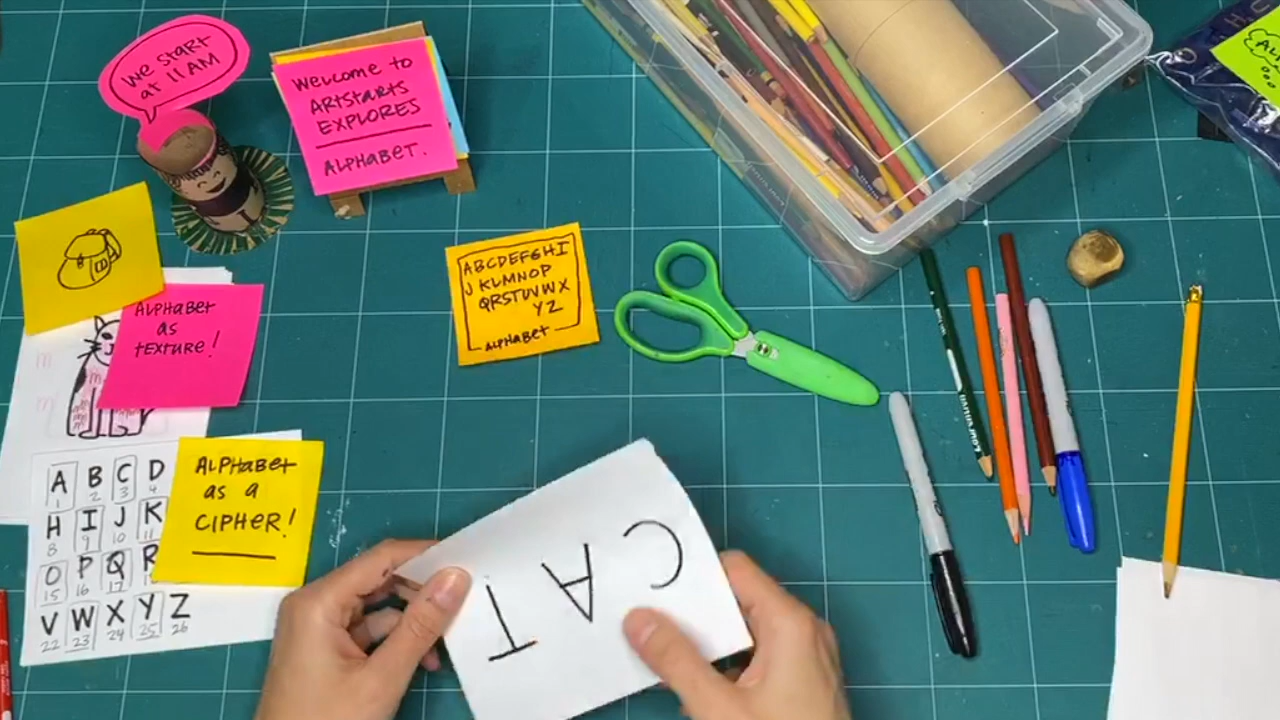 WE START
at 11 AM
WELCOME to
ARTSTARTS
EXPLORES
ALPHABET.
ABCDEFGHI
JKLMNOP
QRSTUVWX
YZ
ALPHABET
ALPHABET
as
TEXTURE!
m
m
m
ALPHABET
as a
CIPHER!
A B C D
1 2 3 4
H I J K
8 9 10 11
O P Q R
15 16 17
V W X Y Z
22 23 24 25 26
CAT